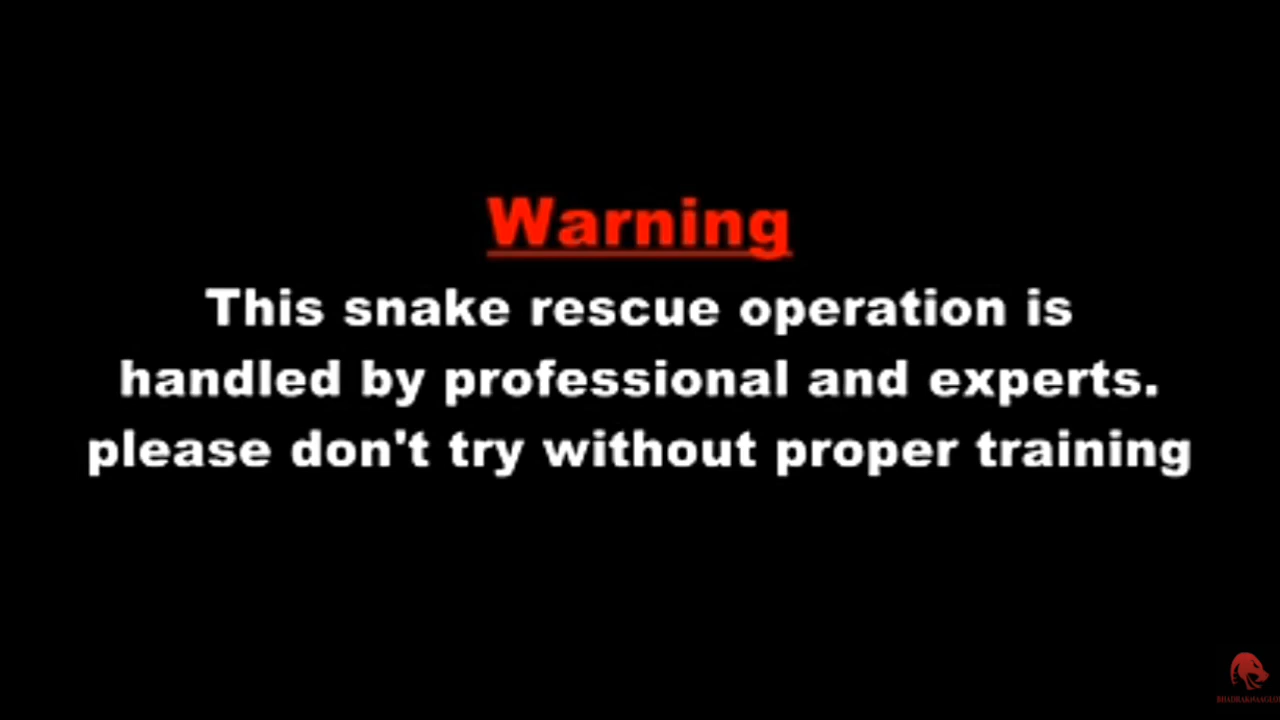 Warning
This snake rescue operation is
handled by professional and experts.
please don't try without proper training